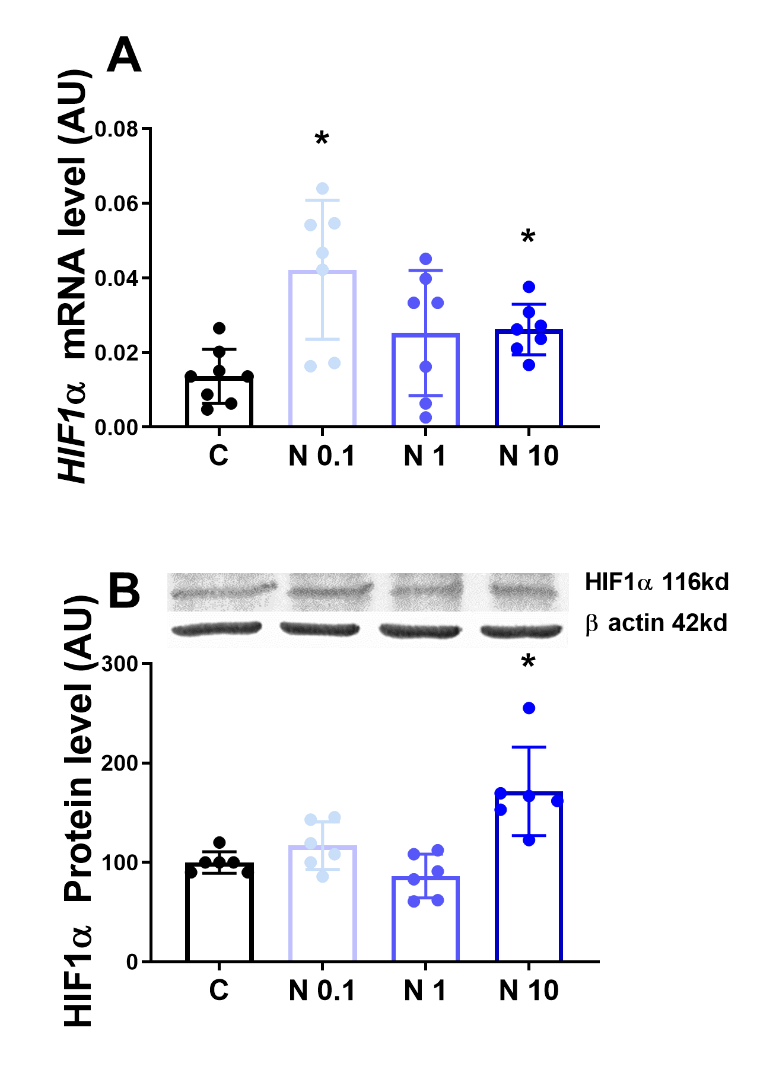 A
HIF1α mRNA level (AU)
0.08
0.06
0.04
0.02
0.00
*
*
C N 0.1 N 1 N 10
B
HIF1α 116kd
β actin 42kd
HIF1α Protein level (AU)
300
200
100
0
*
C N 0.1 N 1 N 10